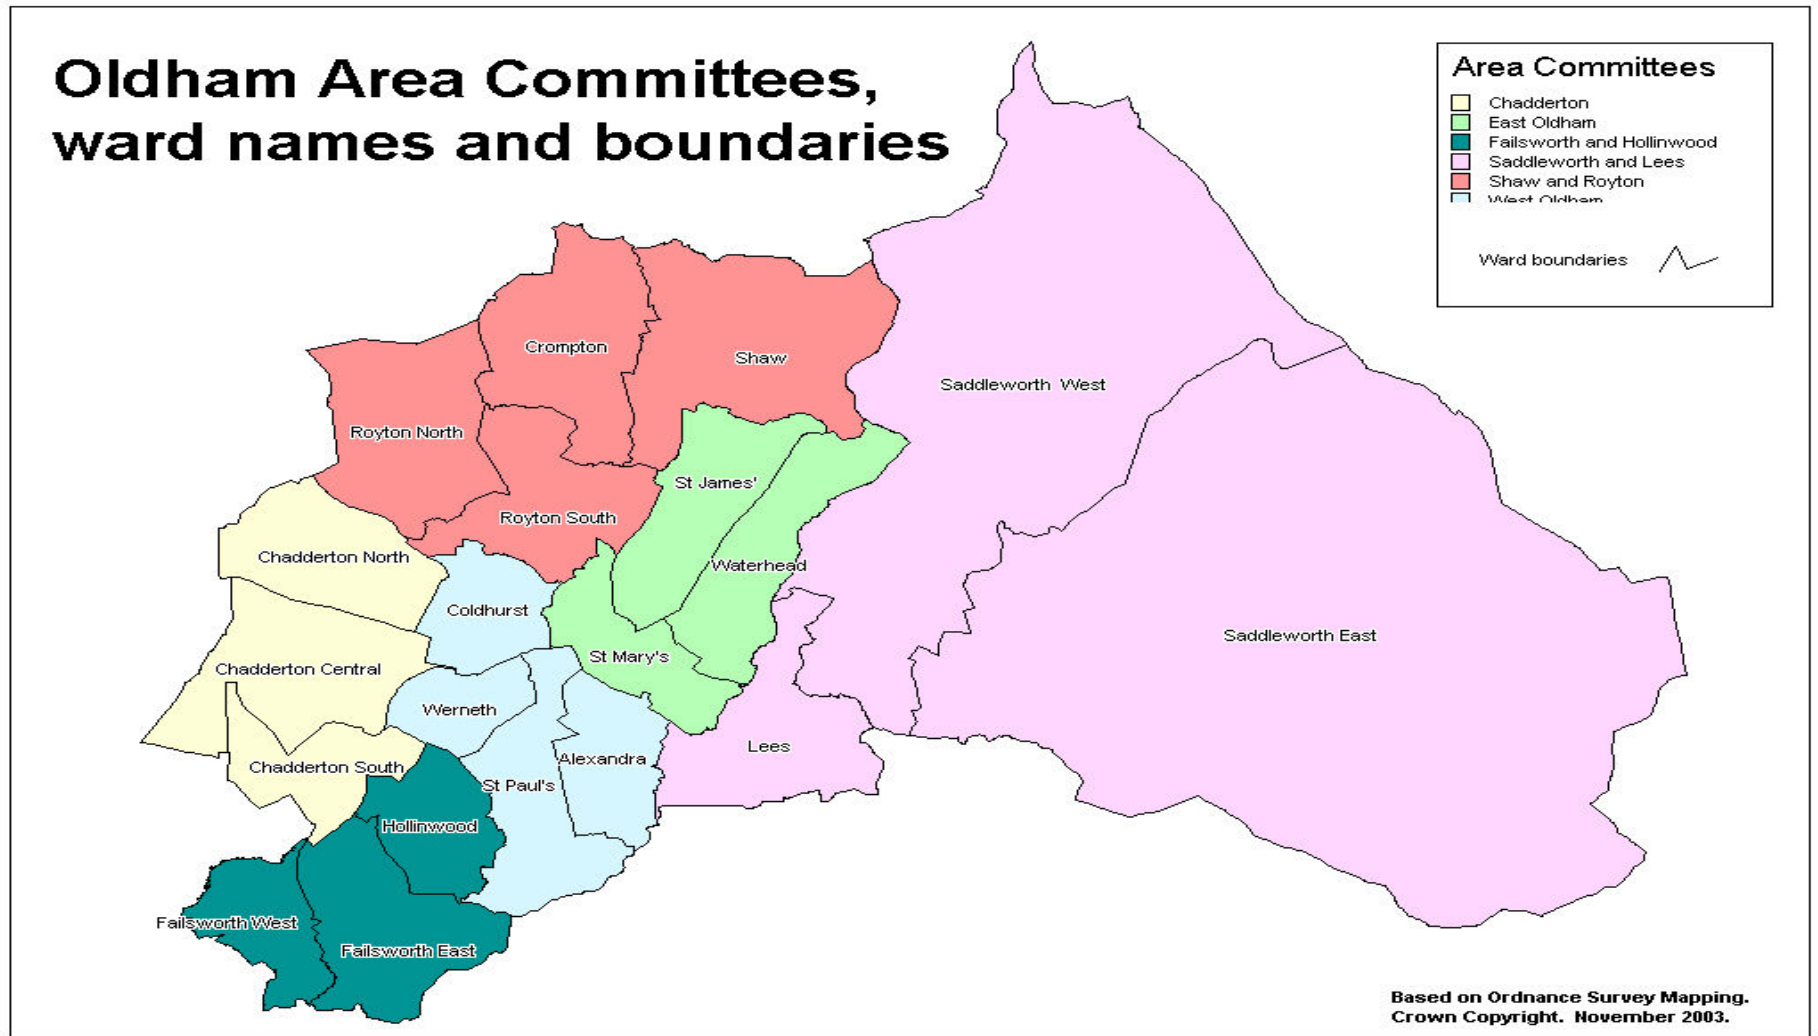 Oldham Area Committees,
ward names and boundaries
Area Committees
Chadderton
East Oldham
Failsworth and Hollinwood
Saddleworth and Lees
Shaw and Royton
West Oldham
Ward boundaries
Crompton
Shaw
Saddleworth West
Royton North
St James'
Royton South
Chadderton North
Waterhead
Coldhurst
Saddleworth East
St Mary's
Chadderton Central
Werneth
Lees
Alexandra
Chadderton South
St Paul's
Hollinwood
Failsworth West
Failsworth East
Based on Ordnance Survey Mapping.
Crown Copyright. November 2003.